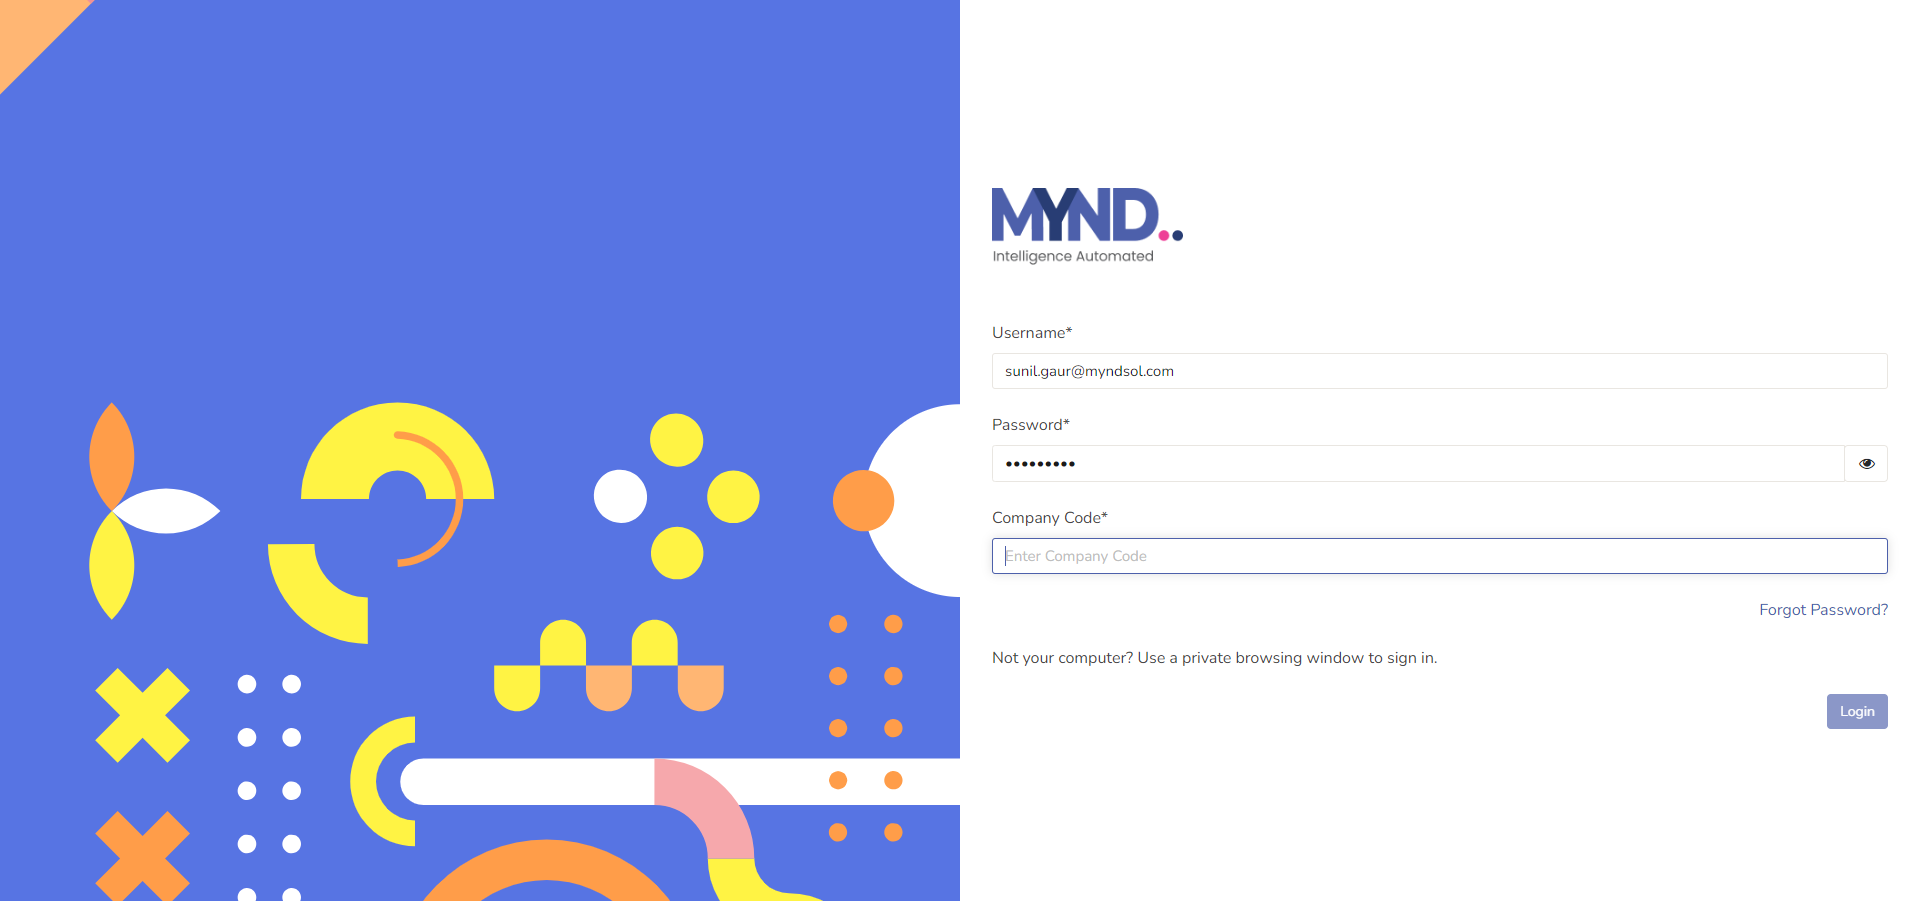 MYND..
Intelligence Automated
Username*
sunil.gaur@myndsol.com
Password*
•••••••••
Company Code*
Enter Company Code
Forgot Password?
Not your computer? Use a private browsing window to sign in.
Login